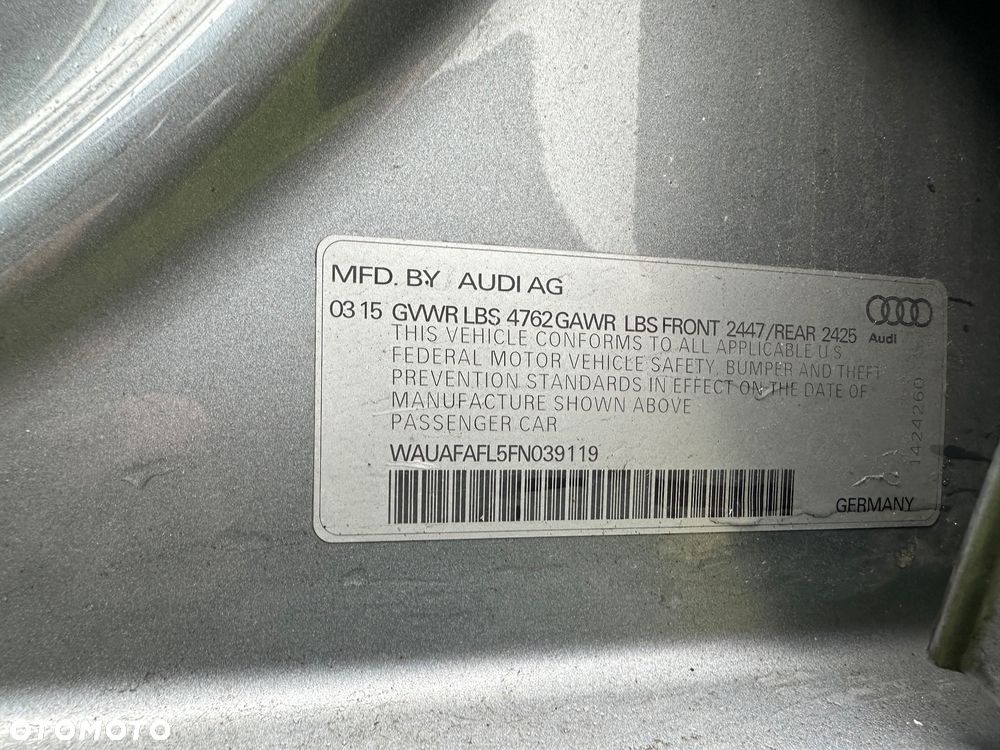 MFD. BY AUDI AG
03 15 GVWR LBS 4762 GAWR LBS FRONT 2447/REAR 2425
Audi
THIS VEHICLE CONFORMS TO ALL APPLICABLE U S
FEDERAL MOTOR VEHICLE SAFETY, BUMPER AND THEFT
PREVENTION STANDARDS IN EFFECT ON THE DATE OF
MANUFACTURE SHOWN ABOVE
PASSENGER CAR
WAUAFAFL5FN039119
GERMANY
1424260
OTOMOTO